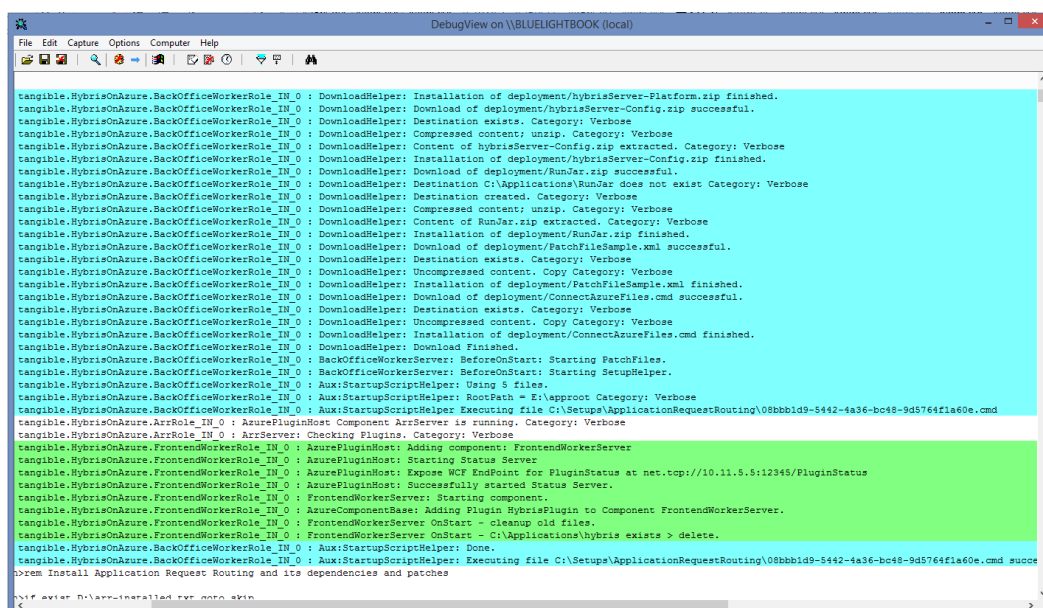 DebugView on \\BLUELIGHTBOOK (local)
File Edit Capture Options Computer Help
tangible.HybrisOnAzure.BackOfficeWorkerRole_IN_0 : DownloadHelper: Installation of deployment/hybrisServer-Platform.zip finished.
tangible.HybrisOnAzure.BackOfficeWorkerRole_IN_0 : DownloadHelper: Download of deployment/hybrisServer-Config.zip successful.
tangible.HybrisOnAzure.BackOfficeWorkerRole_IN_0 : DownloadHelper: Destination exists. Category: Verbose
tangible.HybrisOnAzure.BackOfficeWorkerRole_IN_0 : DownloadHelper: Compressed content; unzip. Category: Verbose
tangible.HybrisOnAzure.BackOfficeWorkerRole_IN_0 : DownloadHelper: Content of hybrisServer-Config.zip extracted. Category: Verbose
tangible.HybrisOnAzure.BackOfficeWorkerRole_IN_0 : DownloadHelper: Installation of deployment/hybrisServer-Config.zip finished.
tangible.HybrisOnAzure.BackOfficeWorkerRole_IN_0 : DownloadHelper: Download of deployment/RunJar.zip successful.
tangible.HybrisOnAzure.BackOfficeWorkerRole_IN_0 : DownloadHelper: Destination C:\Applications\RunJar does not exist Category: Verbose
tangible.HybrisOnAzure.BackOfficeWorkerRole_IN_0 : DownloadHelper: Destination created. Category: Verbose
tangible.HybrisOnAzure.BackOfficeWorkerRole_IN_0 : DownloadHelper: Compressed content; unzip. Category: Verbose
tangible.HybrisOnAzure.BackOfficeWorkerRole_IN_0 : DownloadHelper: Content of RunJar.zip extracted. Category: Verbose
tangible.HybrisOnAzure.BackOfficeWorkerRole_IN_0 : DownloadHelper: Installation of deployment/RunJar.zip finished.
tangible.HybrisOnAzure.BackOfficeWorkerRole_IN_0 : DownloadHelper: Download of deployment/PatchFileSample.xml successful.
tangible.HybrisOnAzure.BackOfficeWorkerRole_IN_0 : DownloadHelper: Destination exists. Category: Verbose
tangible.HybrisOnAzure.BackOfficeWorkerRole_IN_0 : DownloadHelper: Uncompressed content. Copy Category: Verbose
tangible.HybrisOnAzure.BackOfficeWorkerRole_IN_0 : DownloadHelper: Installation of deployment/PatchFileSample.xml finished.
tangible.HybrisOnAzure.BackOfficeWorkerRole_IN_0 : DownloadHelper: Download of deployment/ConnectAzureFiles.cmd successful.
tangible.HybrisOnAzure.BackOfficeWorkerRole_IN_0 : DownloadHelper: Destination exists. Category: Verbose
tangible.HybrisOnAzure.BackOfficeWorkerRole_IN_0 : DownloadHelper: Uncompressed content. Copy Category: Verbose
tangible.HybrisOnAzure.BackOfficeWorkerRole_IN_0 : DownloadHelper: Installation of deployment/ConnectAzureFiles.cmd finished.
tangible.HybrisOnAzure.BackOfficeWorkerRole_IN_0 : DownloadHelper: Download Finished.
tangible.HybrisOnAzure.BackOfficeWorkerRole_IN_0 : BackOfficeWorkerServer: BeforeOnStart: Starting PatchFiles.
tangible.HybrisOnAzure.BackOfficeWorkerRole_IN_0 : BackOfficeWorkerServer: BeforeOnStart: Starting SetupHelper.
tangible.HybrisOnAzure.BackOfficeWorkerRole_IN_0 : Aux:StartupScriptHelper: Using 5 files.
tangible.HybrisOnAzure.BackOfficeWorkerRole_IN_0 : Aux:StartupScriptHelper: RootPath = E:\approot Category: Verbose
tangible.HybrisOnAzure.BackOfficeWorkerRole_IN_0 : Aux:StartupScriptHelper Executing file C:\Setups\ApplicationRequestRouting\08bbb1d9-5442-4a36-bc48-9d5764f1a60e.cmd
tangible.HybrisOnAzure.ArrRole_IN_0 : AzurePluginHost Component ArrServer is running. Category: Verbose
tangible.HybrisOnAzure.ArrRole_IN_0 : ArrServer: Checking Plugins. Category: Verbose
tangible.HybrisOnAzure.FrontendWorkerRole_IN_0 : AzurePluginHost: Adding component: FrontendWorkerServer
tangible.HybrisOnAzure.FrontendWorkerRole_IN_0 : AzurePluginHost: Starting Status Server
tangible.HybrisOnAzure.FrontendWorkerRole_IN_0 : AzurePluginHost: Expose WCF EndPoint for PluginStatus at net.tcp://10.11.5.5:12345/PluginStatus
tangible.HybrisOnAzure.FrontendWorkerRole_IN_0 : AzurePluginHost: Successfully started Status Server.
tangible.HybrisOnAzure.FrontendWorkerRole_IN_0 : FrontendWorkerServer: Starting component.
tangible.HybrisOnAzure.FrontendWorkerRole_IN_0 : AzureComponentBase: Adding Plugin HybrisPlugin to Component FrontendWorkerServer.
tangible.HybrisOnAzure.FrontendWorkerRole_IN_0 : FrontendWorkerServer OnStart - cleanup old files.
tangible.HybrisOnAzure.FrontendWorkerRole_IN_0 : FrontendWorkerServer OnStart - C:\Applications\hybris exists > delete.
tangible.HybrisOnAzure.BackOfficeWorkerRole_IN_0 : Aux:StartupScriptHelper: Done.
tangible.HybrisOnAzure.BackOfficeWorkerRole_IN_0 : Aux:StartupScriptHelper: Executing file C:\Setups\ApplicationRequestRouting\08bbb1d9-5442-4a36-bc48-9d5764f1a60e.cmd succe
n>rem Install Application Request Routing and its dependencies and patches
n>if exist D:\arr-installed.txt goto skip